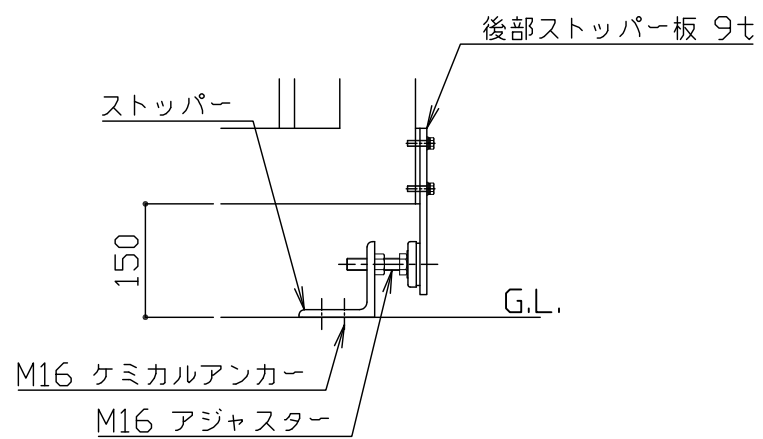 後部ストッパー板 9t
ストッパー
150
G.L.
M16 ケミカルアンカー
M16 アジャスター